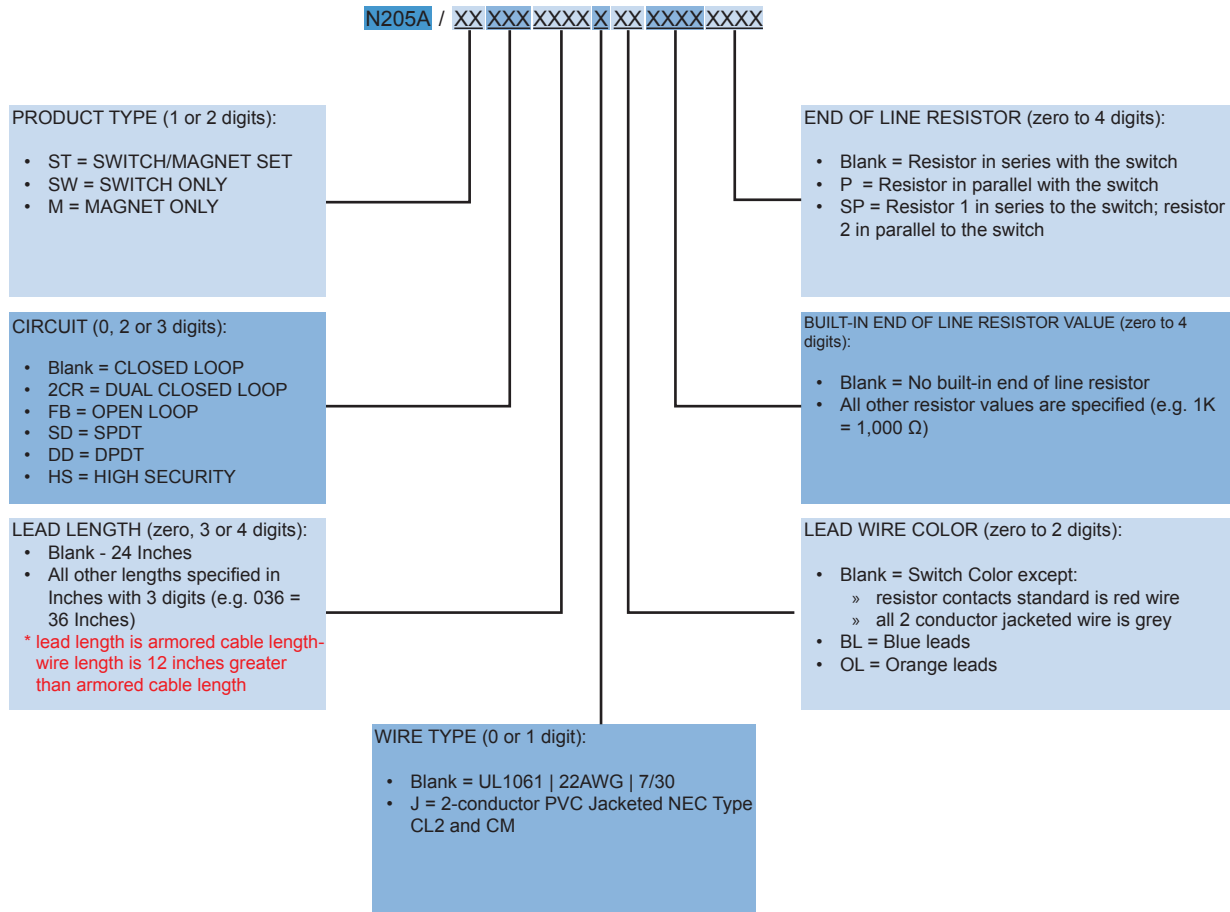 N205A / XX XXX XXXX X XX XXXX XXXX
PRODUCT TYPE (1 or 2 digits):
• ST = SWITCH/MAGNET SET
• SW = SWITCH ONLY
• M = MAGNET ONLY
CIRCUIT (0, 2 or 3 digits):
• Blank = CLOSED LOOP
• 2CR = DUAL CLOSED LOOP
• FB = OPEN LOOP
• SD = SPDT
• DD = DPDT
• HS = HIGH SECURITY
LEAD LENGTH (zero, 3 or 4 digits):
• Blank - 24 Inches
• All other lengths specified in
Inches with 3 digits (e.g. 036 =
36 Inches)
* lead length is armored cable length-
wire length is 12 inches greater
than armored cable length
WIRE TYPE (0 or 1 digit):
• Blank = UL1061 | 22AWG | 7/30
• J = 2-conductor PVC Jacketed NEC Type
CL2 and CM
END OF LINE RESISTOR (zero to 4 digits):
• Blank = Resistor in series with the switch
• P = Resistor in parallel with the switch
• SP = Resistor 1 in series to the switch; resistor
2 in parallel to the switch
BUILT-IN END OF LINE RESISTOR VALUE (zero to 4
digits):
• Blank = No built-in end of line resistor
• All other resistor values are specified (e.g. 1K
= 1,000 Ω)
LEAD WIRE COLOR (zero to 2 digits):
• Blank = Switch Color except:
» resistor contacts standard is red wire
» all 2 conductor jacketed wire is grey
• BL = Blue leads
• OL = Orange leads